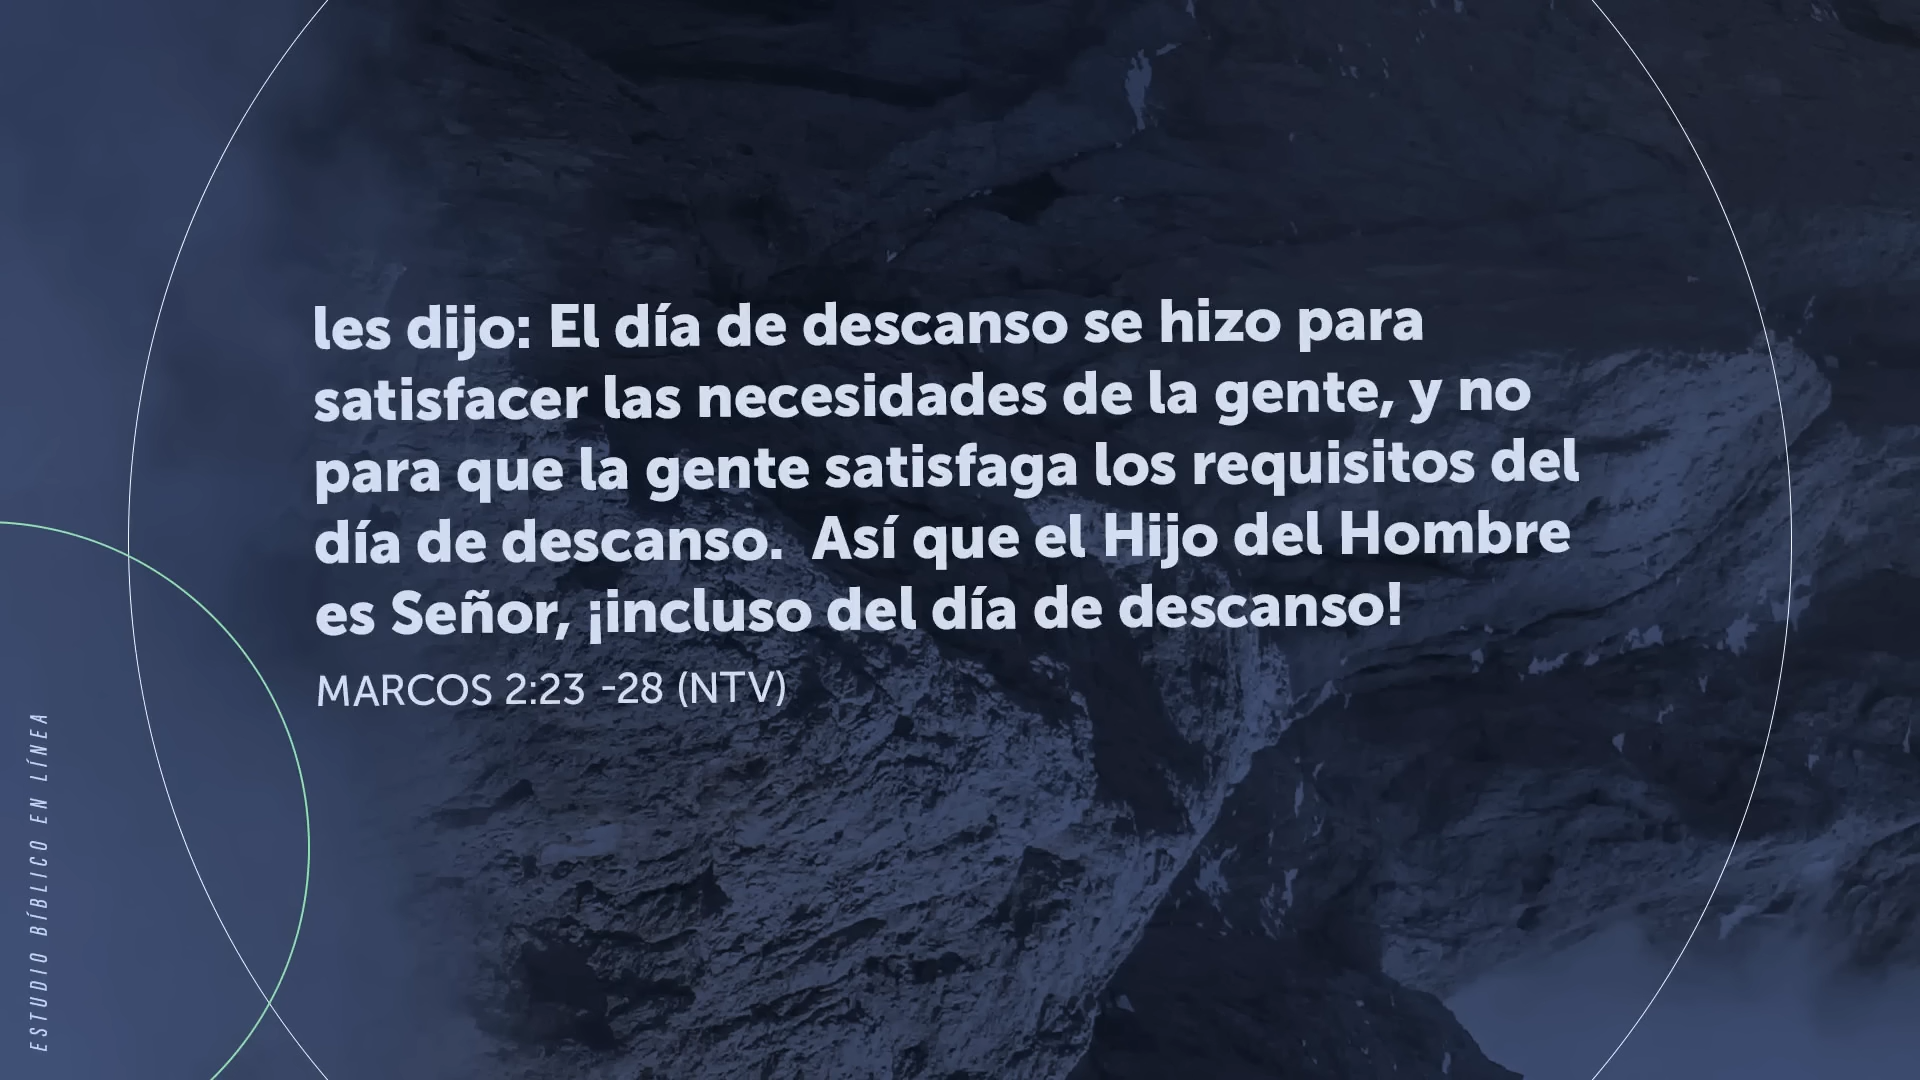 les dijo: El día de descanso se hizo para
satisfacer las necesidades de la gente, y no
para que la gente satisfaga los requisitos del
día de descanso.  Así que el Hijo del Hombre
es Señor, ¡incluso del día de descanso!
MARCOS 2:23 -28 (NTV)
ESTUDIO BÍBLICO EN LÍNEA